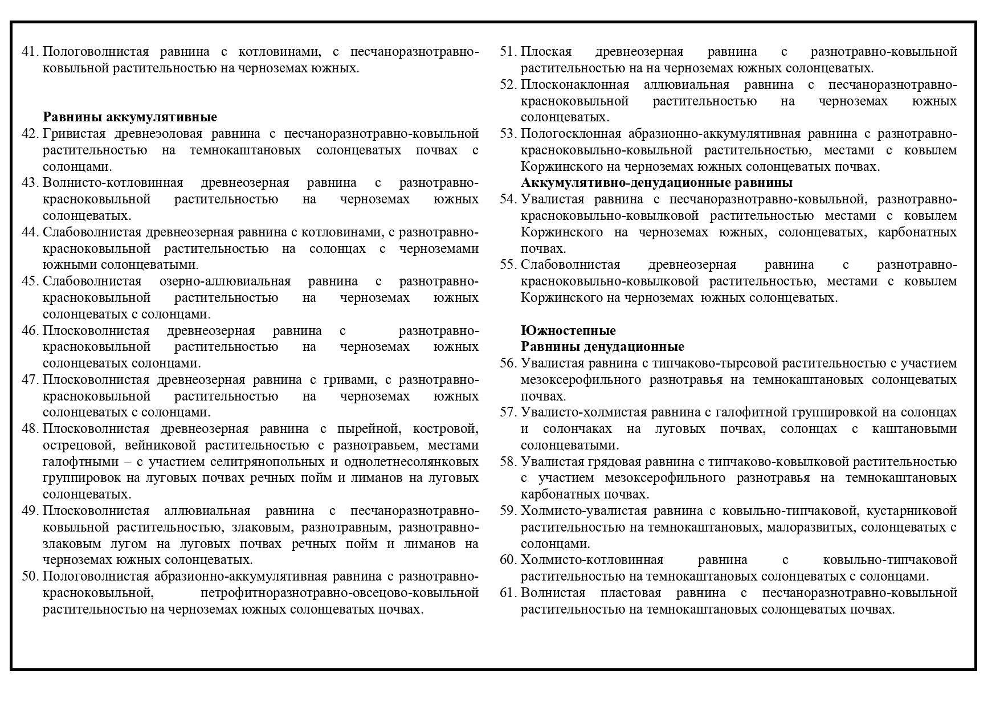 41. Пологоволнистая равнина с котловинами, с песчаноразнотравно-
ковыльной растительностью на черноземах южных.
Равнины аккумулятивные
42. Гривистая древнеэоловая равнина с песчаноразнотравно-ковыльной
растительностью на темнокаштановых солонцеватых почвах с
солонцами.
43. Волнисто-котловинная древнеозерная равнина с разнотравно-
красноковыльной растительностью на черноземах южных
солонцеватых.
44. Слабоволнистая древнеозерная равнина с котловинами, с разнотравно-
красноковыльной растительностью на солонцах с черноземами
южными солонцеватыми.
45. Слабоволнистая озерно-аллювиальная равнина с разнотравно-
красноковыльной растительностью на черноземах южных
солонцеватых с солонцами.
46. Плосковолнистая древнеозерная равнина с разнотравно-
красноковыльной растительностью на черноземах южных
солонцеватых солонцами.
47. Плосковолнистая древнеозерная равнина с гривами, с разнотравно-
красноковыльной растительностью на черноземах южных
солонцеватых с солонцами.
48. Плосковолнистая древнеозерная равнина с пырейной, костровой,
острецовой, вейниковой растительностью с разнотравьем, местами
галофтными – с участием селитрянопольных и однолетнесолянковых
группировок на луговых почвах речных пойм и лиманов на луговых
солонцеватых.
49. Плосковолнистая аллювиальная равнина с песчаноразнотравно-
ковыльной растительностью, злаковым, разнотравным, разнотравно-
злаковым лугом на луговых почвах речных пойм и лиманов на
черноземах южных солонцеватых.
50. Пологоволнистая абразионно-аккумулятивная равнина с разнотравно-
красноковыльной, петрофитноразнотравно-овсецово-ковыльной
растительностью на черноземах южных солонцеватых почвах.
51. Плоская древнеозерная равнина с разнотравно-ковыльной
растительностью на на черноземах южных солонцеватых.
52. Плосконаклонная аллювиальная равнина с песчаноразнотравно-
красноковыльной растительностью на черноземах южных
солонцеватых.
53. Пологосклонная абразионно-аккумулятивная равнина с разнотравно-
красноковыльно-ковыльной растительностью, местами с ковылем
Коржинского на черноземах южных солонцеватых почвах.
Аккумулятивно-денудационные равнины
54. Увалистая равнина с песчаноразнотравно-ковыльной, разнотравно-
красноковыльно-ковылковой растительностью местами с ковылем
Коржинского на черноземах южных, солонцеватых, карбонатных
почвах.
55. Слабоволнистая древнеозерная равнина с разнотравно-
красноковыльно-ковылковой растительностью, местами с ковылем
Коржинского на черноземах южных солонцеватых.
Южностепные
Равнины денудационные
56. Увалистая равнина с типчаково-тырсовой растительностью с участием
мезоксерофильного разнотравья на темнокаштановых солонцеватых
почвах.
57. Увалисто-холмистая равнина с галофитной группировкой на солонцах
и солончаках на луговых почвах, солонцах с каштановыми
солонцеватыми.
58. Увалистая грядовая равнина с типчаково-ковылковой растительностью
с участием мезоксерофильного разнотравья на темнокаштановых
карбонатных почвах.
59. Холмисто-увалистая равнина с ковыльно-типчаковой, кустарниковой
растительностью на темнокаштановых, малоразвитых, солонцеватых с
солонцами.
60. Холмисто-котловинная равнина с ковыльно-типчаковой
растительностью на темнокаштановых солонцеватых с солонцами.
61. Волнистая пластовая равнина с песчаноразнотравно-ковыльной
растительностью на темнокаштановых солонцеватых почвах.